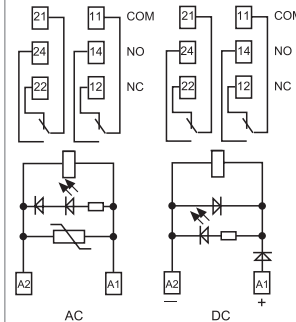 21 11 COM 21 11 COM
24 14 NO 24 14 NO
22 12 NC 22 12 NC
A2 A1 A2 A1
— +
AC DC